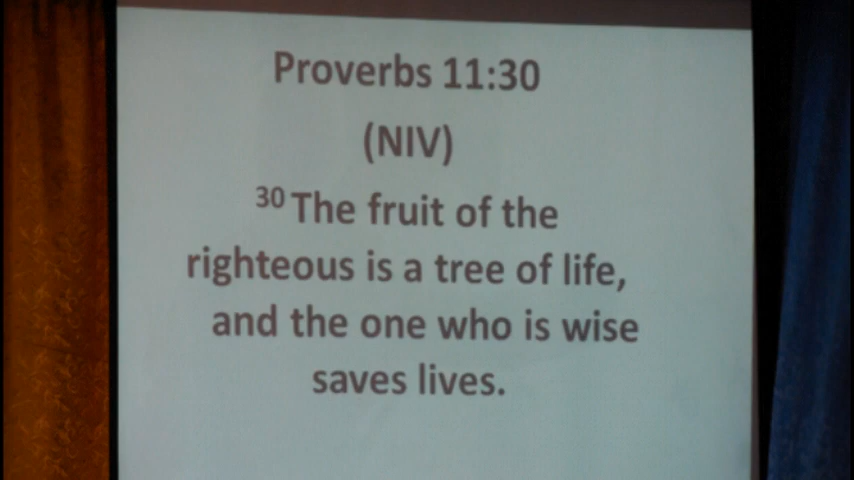 Proverbs 11:30
(NIV)
30 The fruit of the
righteous is a tree of life,
and the one who is wise
saves lives.